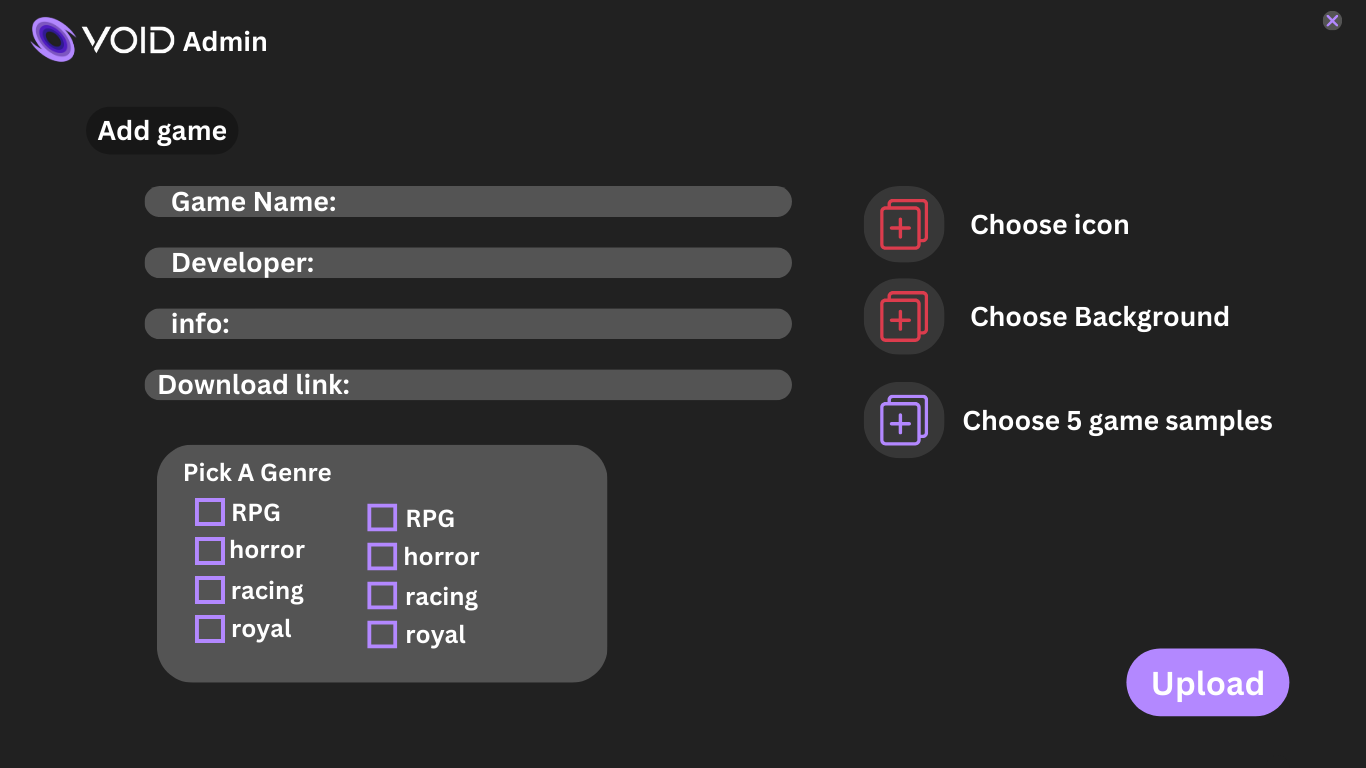 VOID Admin
Add game
Game Name:
Developer:
info:
Download link:
Choose icon
Choose Background
Choose 5 game samples
Pick A Genre
RPG
horror
racing
royal
RPG
horror
racing
royal
Upload